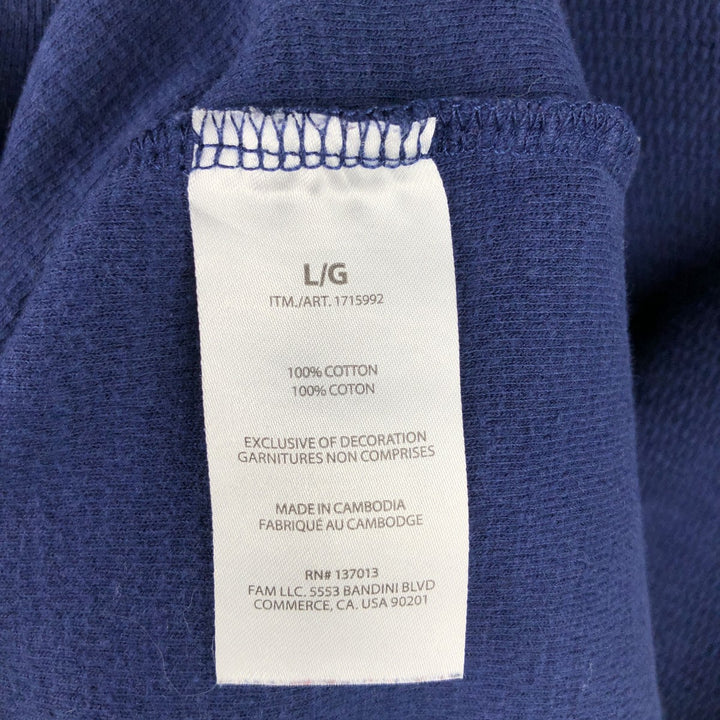 L/G
ITM./ART. 1715992
100% COTTON
100% COTON
EXCLUSIVE OF DECORATION
GARNITURES NON COMPRISES
MADE IN CAMBODIA
FABRIQUÉ AU CAMBODGE
RN# 137013
FAM LLC. 5553 BANDINI BLVD
COMMERCE, CA. USA 90201